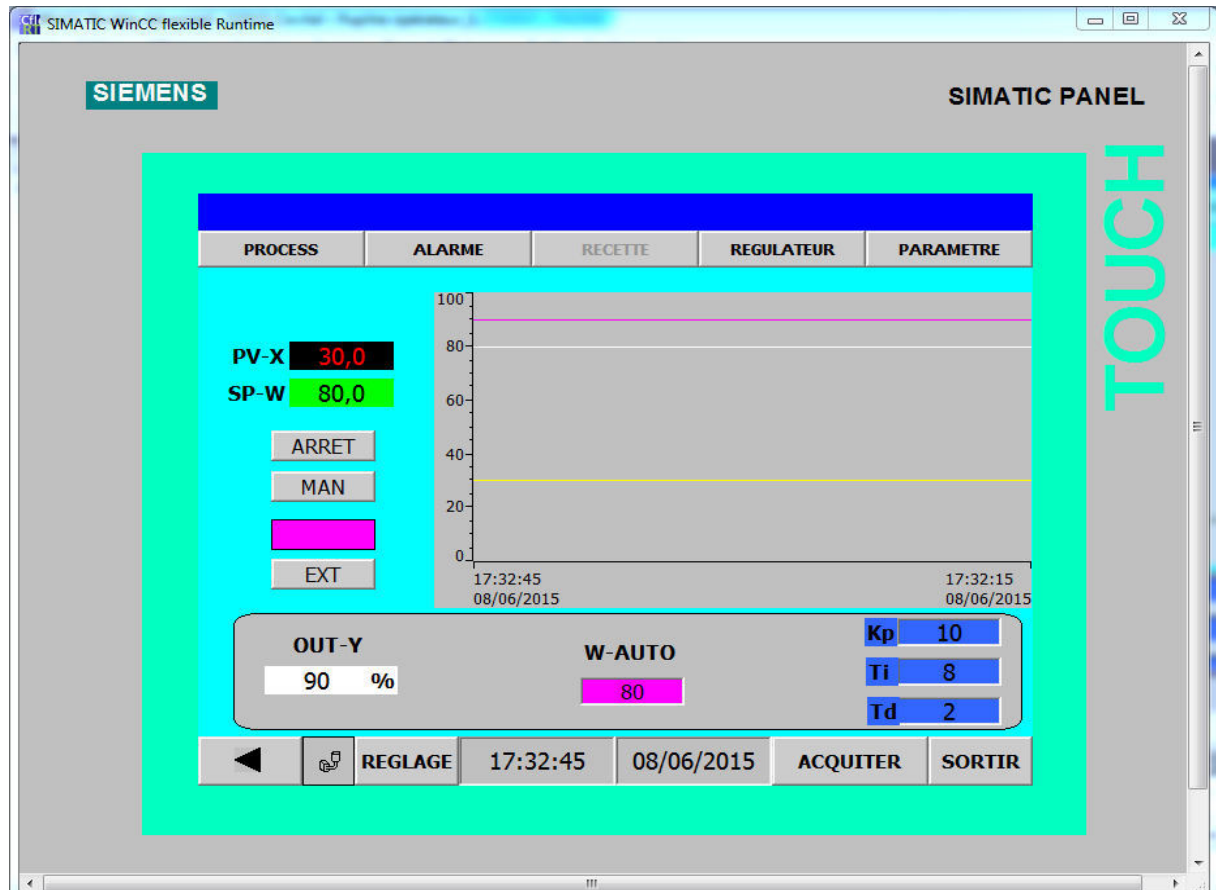 SIMATIC WinCC flexible Runtime
SIEMENS
SIMATIC PANEL
TOUCH
PROCESS ALARME RECETTE REGULATEUR PARAMETRE
PV-X 30,0
SP-W 80,0
ARRET
MAN
EXT
100
80
60
40
20
0
17:32:45 17:32:15
08/06/2015 08/06/2015
OUT-Y
90 %
W-AUTO
80
Kp 10
Ti 8
Td 2
REGLAGE 17:32:45 08/06/2015 ACQUITER SORTIR